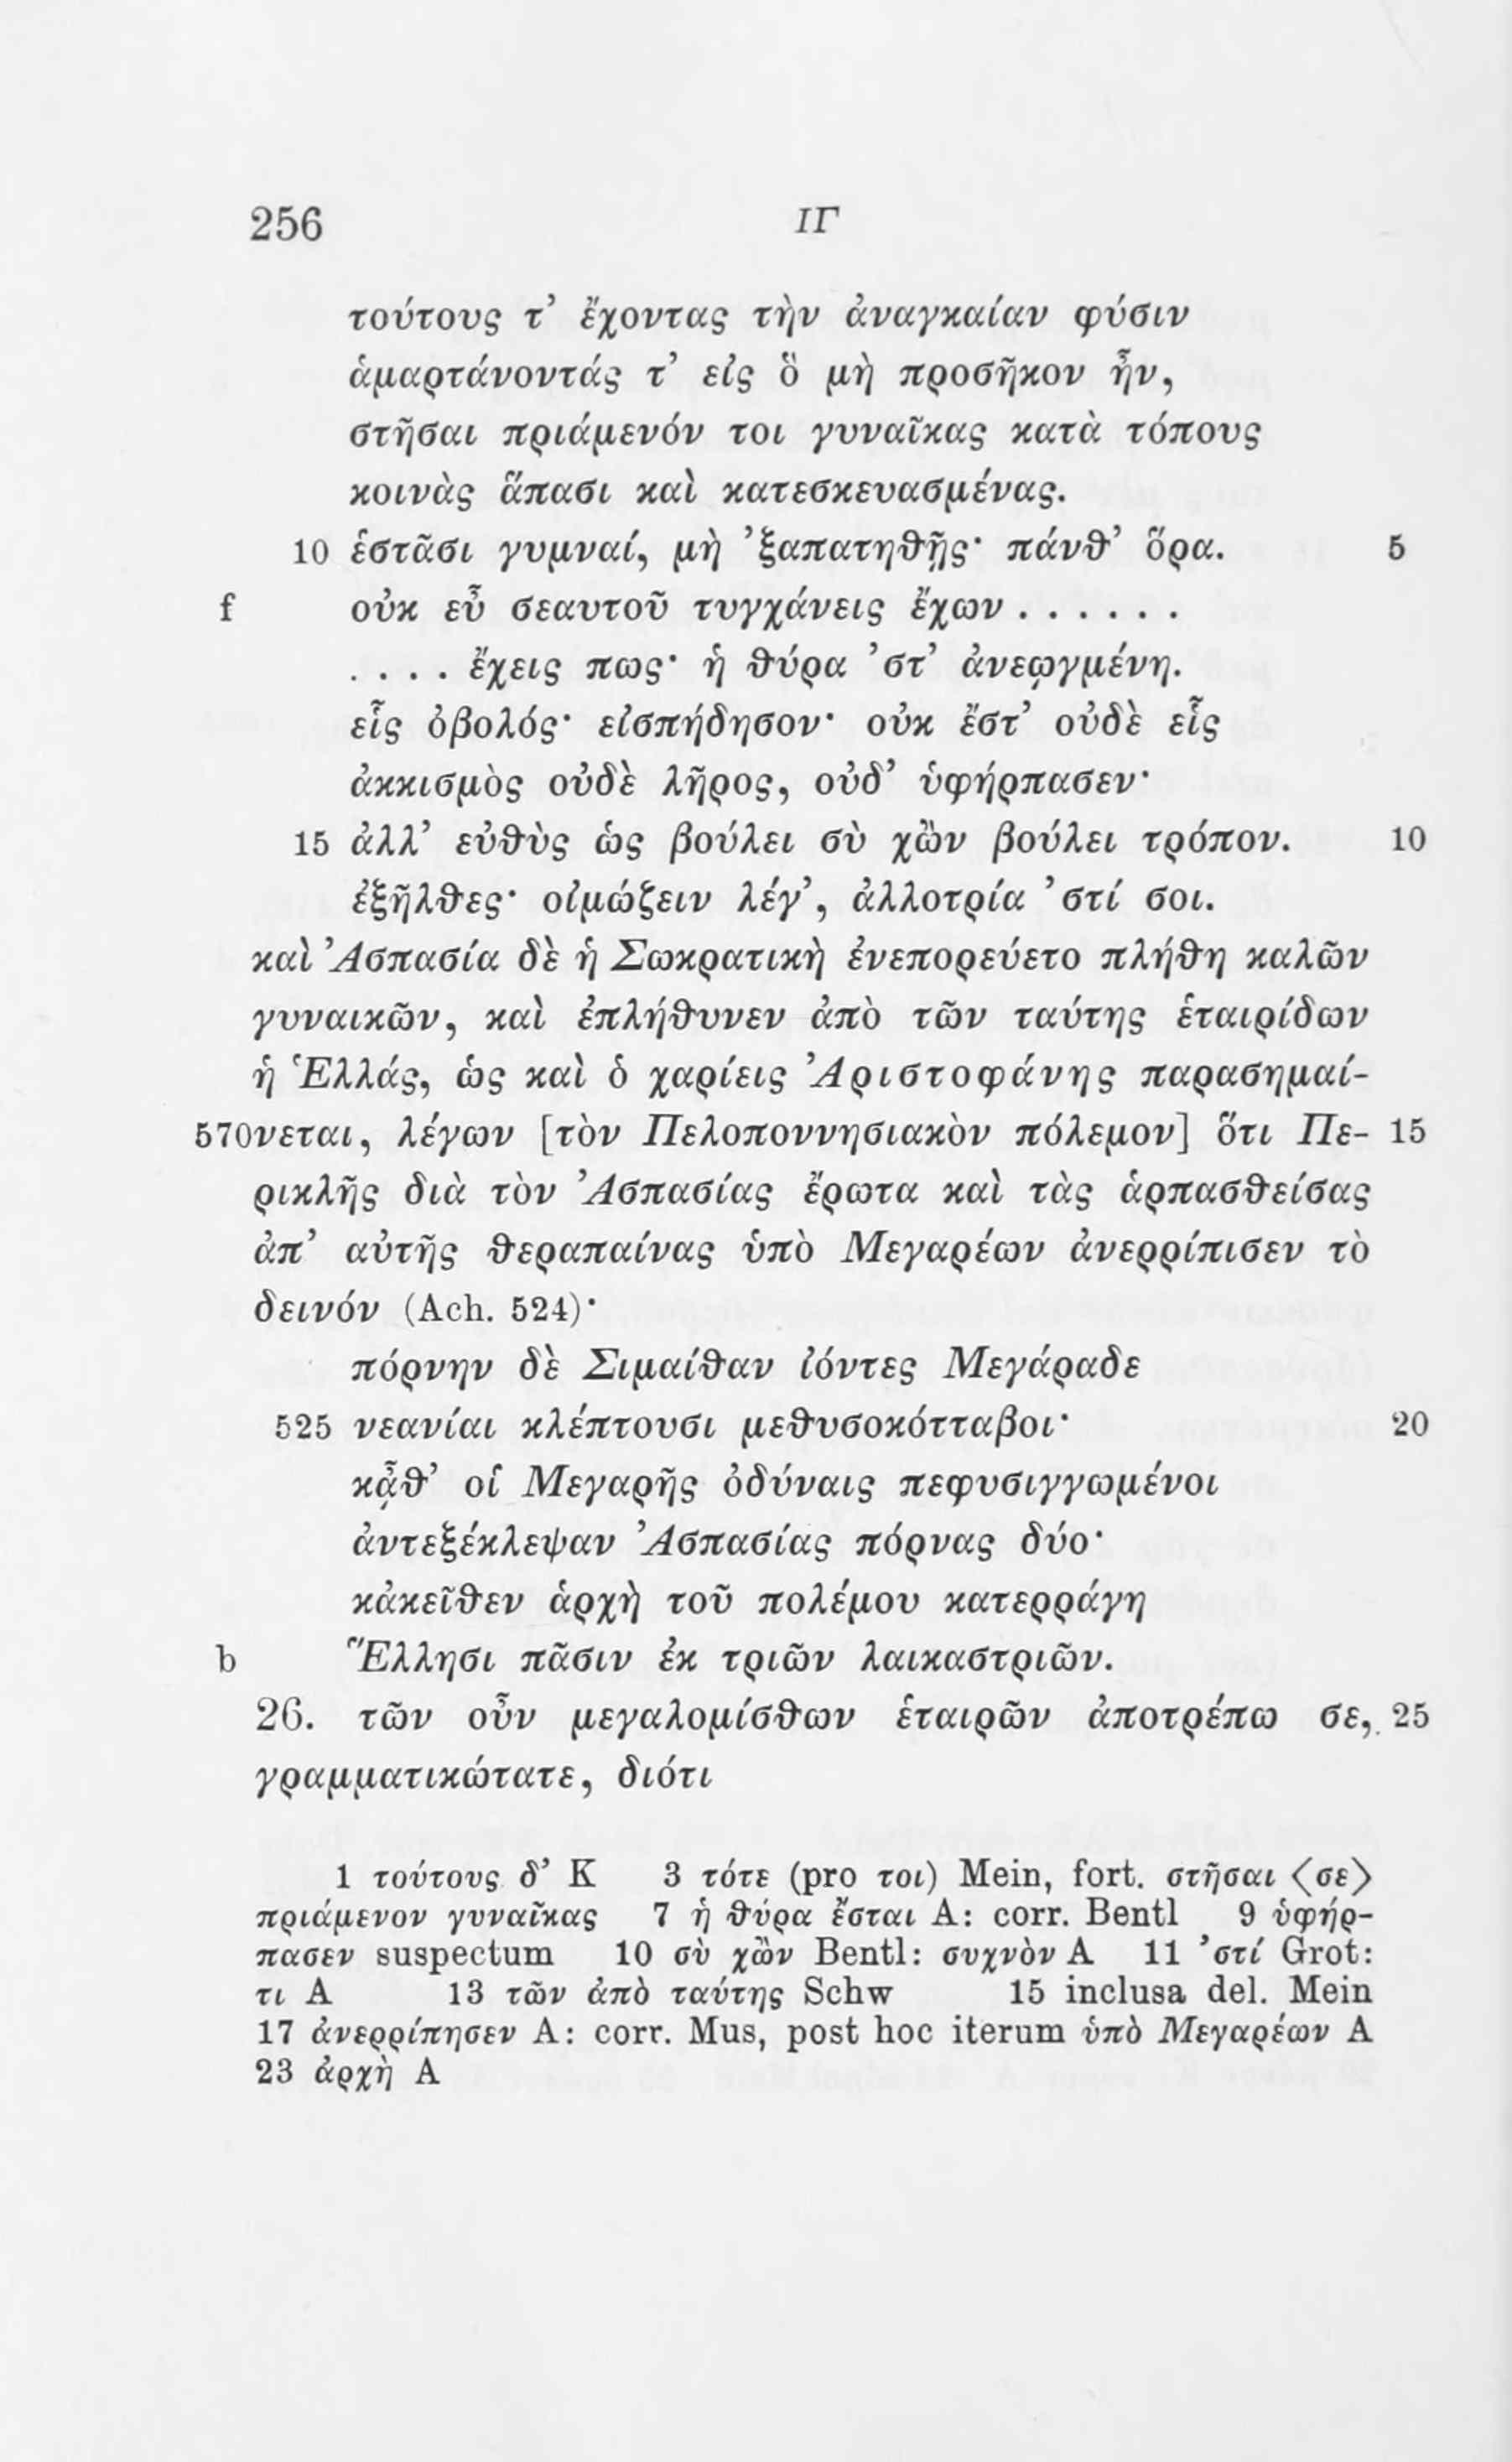 256 ΙΓ
τούτους τ’ ἔχοντας τὴν ἀναγκαίαν φύσιν
ἁμαρτάνοντάς τ’ εἰς ὃ μὴ προσῆκον ἦν,
στῆσαι πριάμενόν τοι γυναῖκας κατὰ τόπους
κοινὰς ἅπασι καὶ κατεσκευασμένας.
10 ἑστᾶσι γυμναί, μὴ ’ξαπατηθῇς· πάνθ’ ὅρα. 5
f οὐκ εὖ σεαυτοῦ τυγχάνεις ἔχων . . . . . .
. . . . ἔχεις πως· ἡ θύρα ’στ’ ἀνεῳγμένη.
εἷς ὀβολός· εἰσπήδησον· οὐκ ἔστ’ οὐδὲ εἷς
ἀκκισμὸς οὐδὲ λῆρος, οὐδ’ ὑφήρπασεν·
15 ἀλλ’ εὐθὺς ὡς βούλει σὺ χὢν βούλει τρόπον. 10
ἐξῆλθες· οἰμώζειν λέγ’, ἀλλοτρία ’στί σοι.
καὶ Ἀσπασία δὲ ἡ Σωκρατικὴ ἐνεπορεύετο πλήθη καλῶν
γυναικῶν, καὶ ἐπλήθυνεν ἀπὸ τῶν ταύτης ἑταιρίδων
ἡ Ἑλλάς, ὡς καὶ ὁ χαρίεις Ἀριστοφάνης παρασημαί-
570νεται, λέγων [τὸν Πελοποννησιακὸν πόλεμον] ὅτι Πε- 15
ρικλῆς διὰ τὸν Ἀσπασίας ἔρωτα καὶ τὰς ἁρπασθείσας
ἀπ’ αὐτῆς θεραπαίνας ὑπὸ Μεγαρέων ἀνερρίπισεν τὸ
δεινόν (Ach. 524)·
πόρνην δὲ Σιμαίθαν ἰόντες Μεγάραδε
525 νεανίαι κλέπτουσι μεθυσοκότταβοι· 20
κᾆθ’ οἱ Μεγαρῆς ὀδύναις πεφυσιγγωμένοι
ἀντεξέκλεψαν Ἀσπασίας πόρνας δύο·
κἀκεῖθεν ἁρχὴ τοῦ πολέμου κατερράγη
b Ἕλλησι πᾶσιν ἐκ τριῶν λαικαστριῶν.
26. τῶν οὖν μεγαλομίσθων ἑταιρῶν ἀποτρέπω σε, 25
γραμματικώτατε, διότι
1 τούτους δ’ K 3 τότε (pro τοι) Mein, fort. στῆσαι ⟨σε⟩
πριάμενον γυναῖκας 7 ἡ θύρα ἔσται A: corr. Bentl 9 ὑφήρ-
πασεν suspectum 10 σὺ χὢν Bentl: συχνὸν A 11 ’στί Grot:
τι A 13 τῶν ἀπὸ ταύτης Schw 15 inclusa del. Mein
17 ἀνερρίπησεν A: corr. Mus, post hoc iterum ὑπὸ Μεγαρέων A
23 ἀρχὴ A